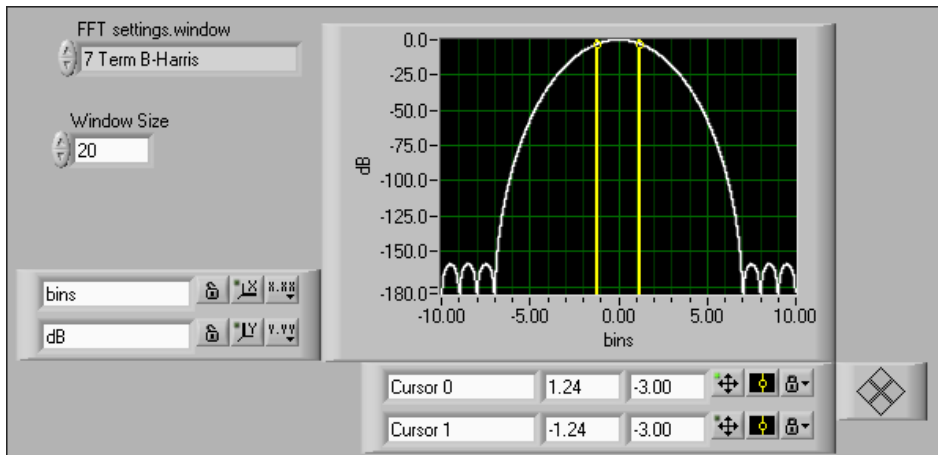 FFT settings.window
7 Term B-Harris
Window Size
20
0.0
-25.0
-50.0
-75.0
dB
-100.0
-125.0
-150.0
-180.0
-10.00 -5.00 0.00 5.00 10.00
bins
bins X X.XX
dB Y Y.YY
Cursor 0 1.24 -3.00
Cursor 1 -1.24 -3.00